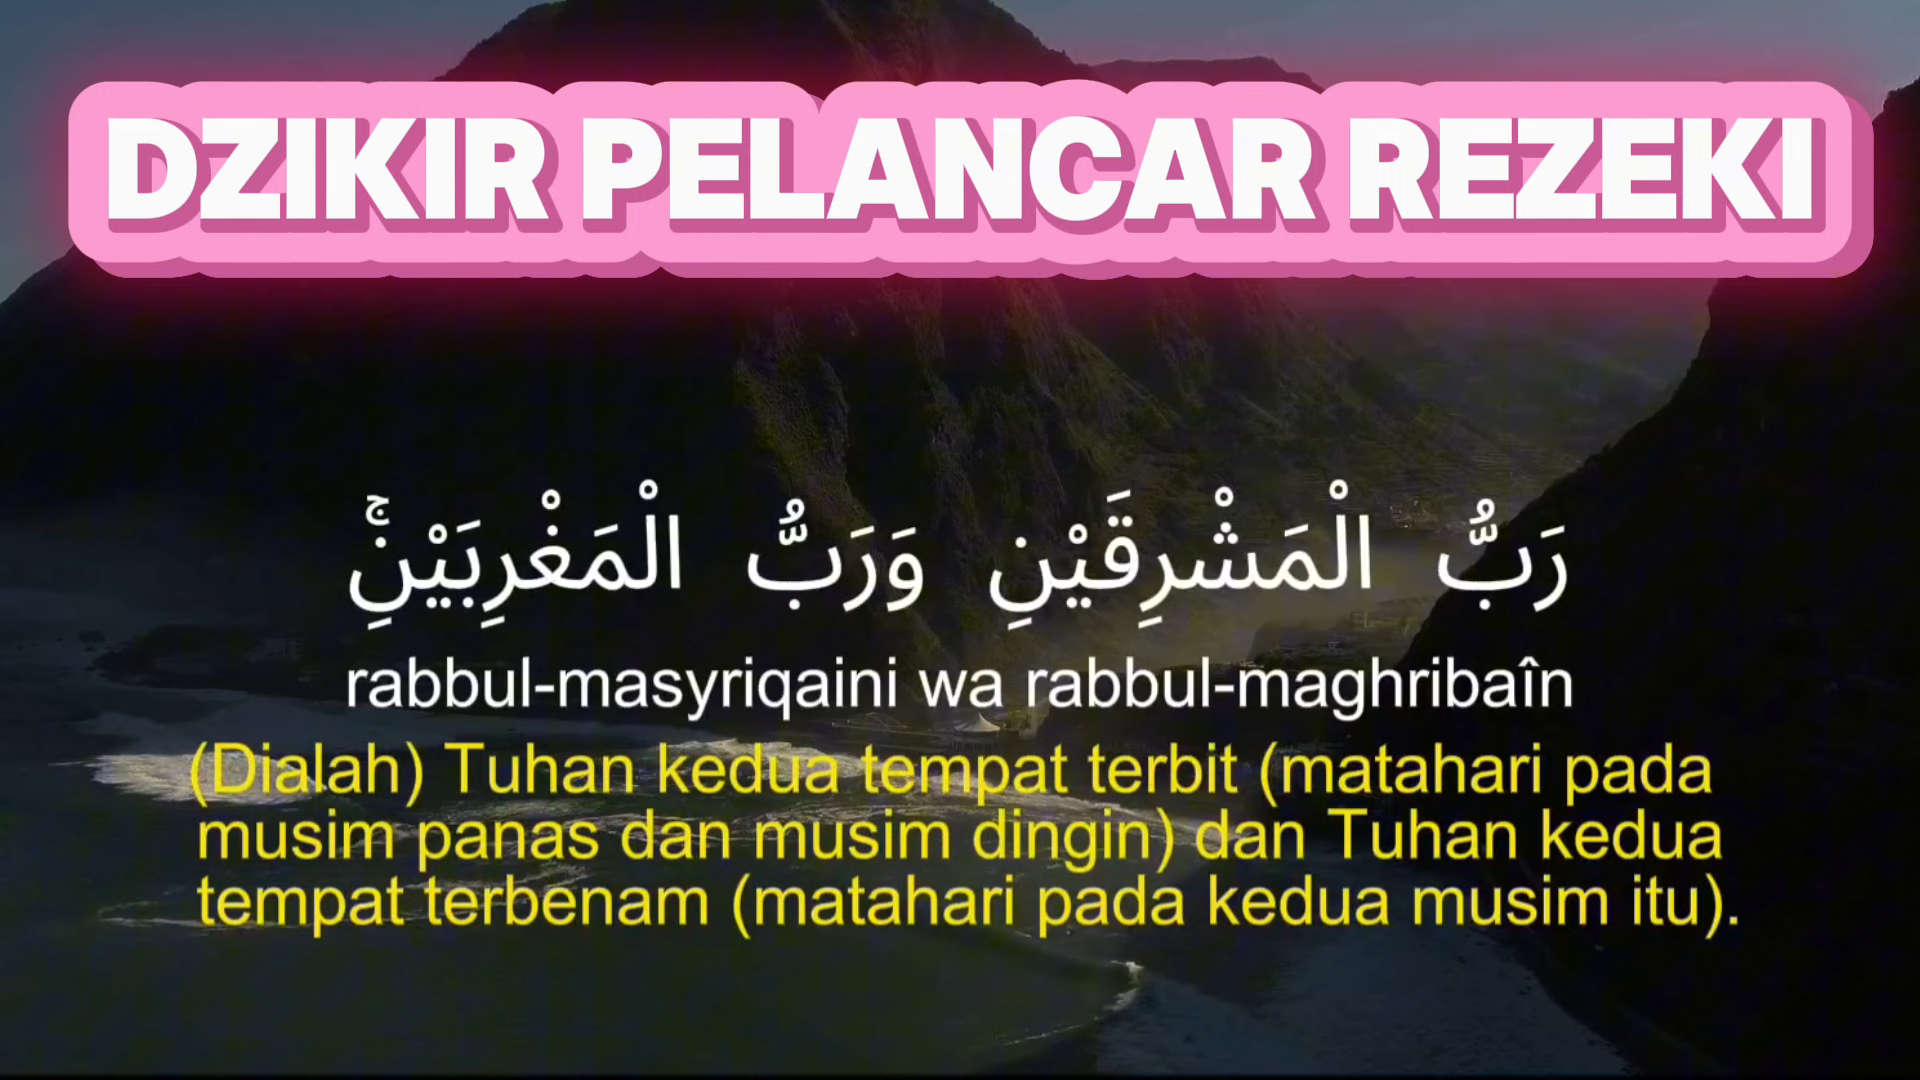 DZIKIR PELANCAR REZEKI
رَبُّ الْمَشْرِقَيْنِ وَرَبُّ الْمَغْرِبَيْنِۚ
rabbul-masyriqaini wa rabbul-maghribaîn
(Dialah) Tuhan kedua tempat terbit (matahari pada
musim panas dan musim dingin) dan Tuhan kedua
tempat terbenam (matahari pada kedua musim itu).